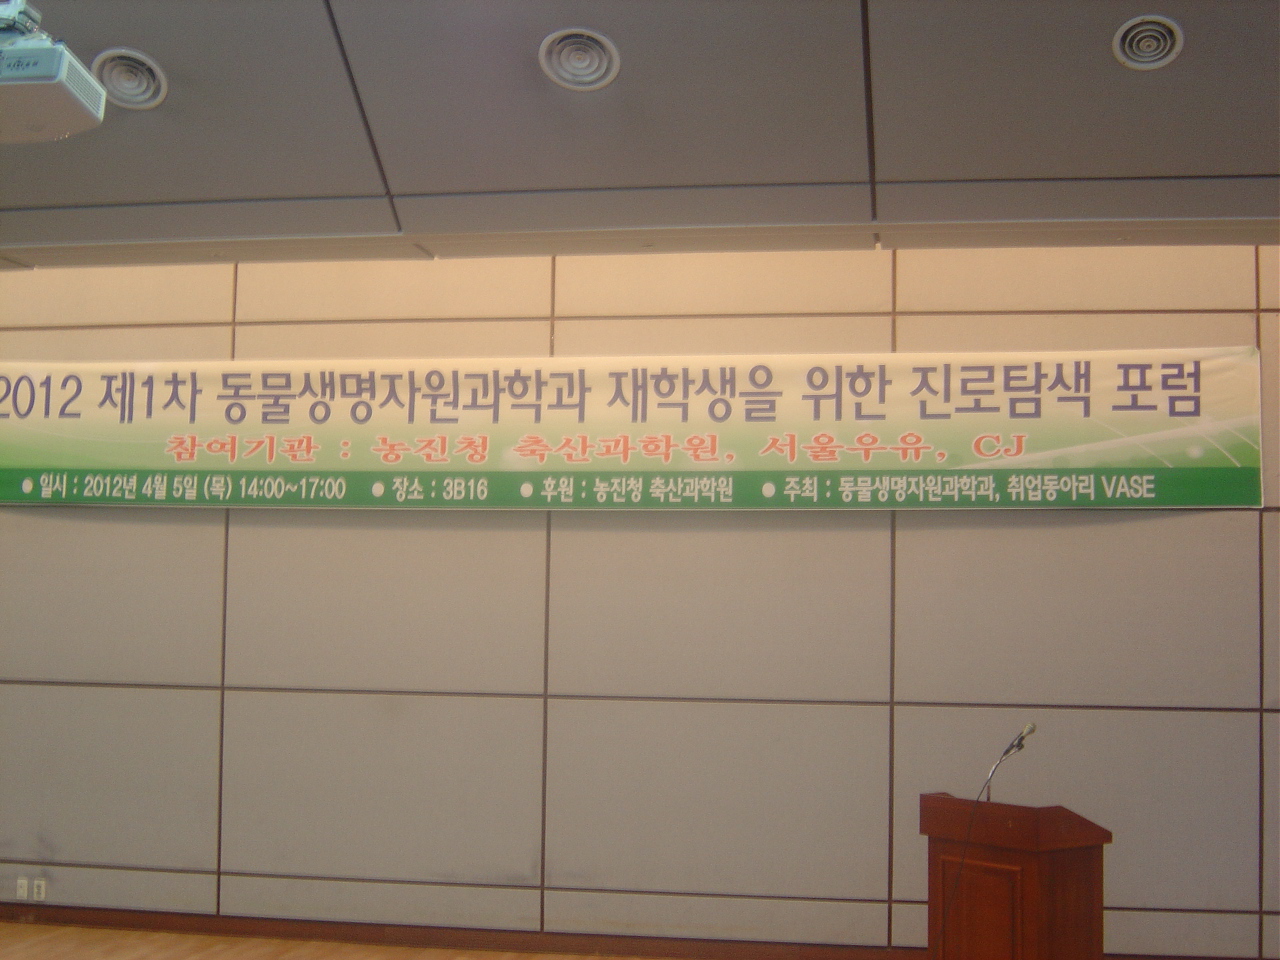 2012 제1차 동물생명자원과학과 재학생을 위한 진로탐색 포럼
참여기관 : 농진청 축산과학원, 서울우유, CJ
● 일시 : 2012년 4월 5일 (목) 14:00~17:00 ● 장소 : 3B16 ● 후원 : 농진청 축산과학원 ● 주최 : 동물생명자원과학과, 취업동아리 VASE